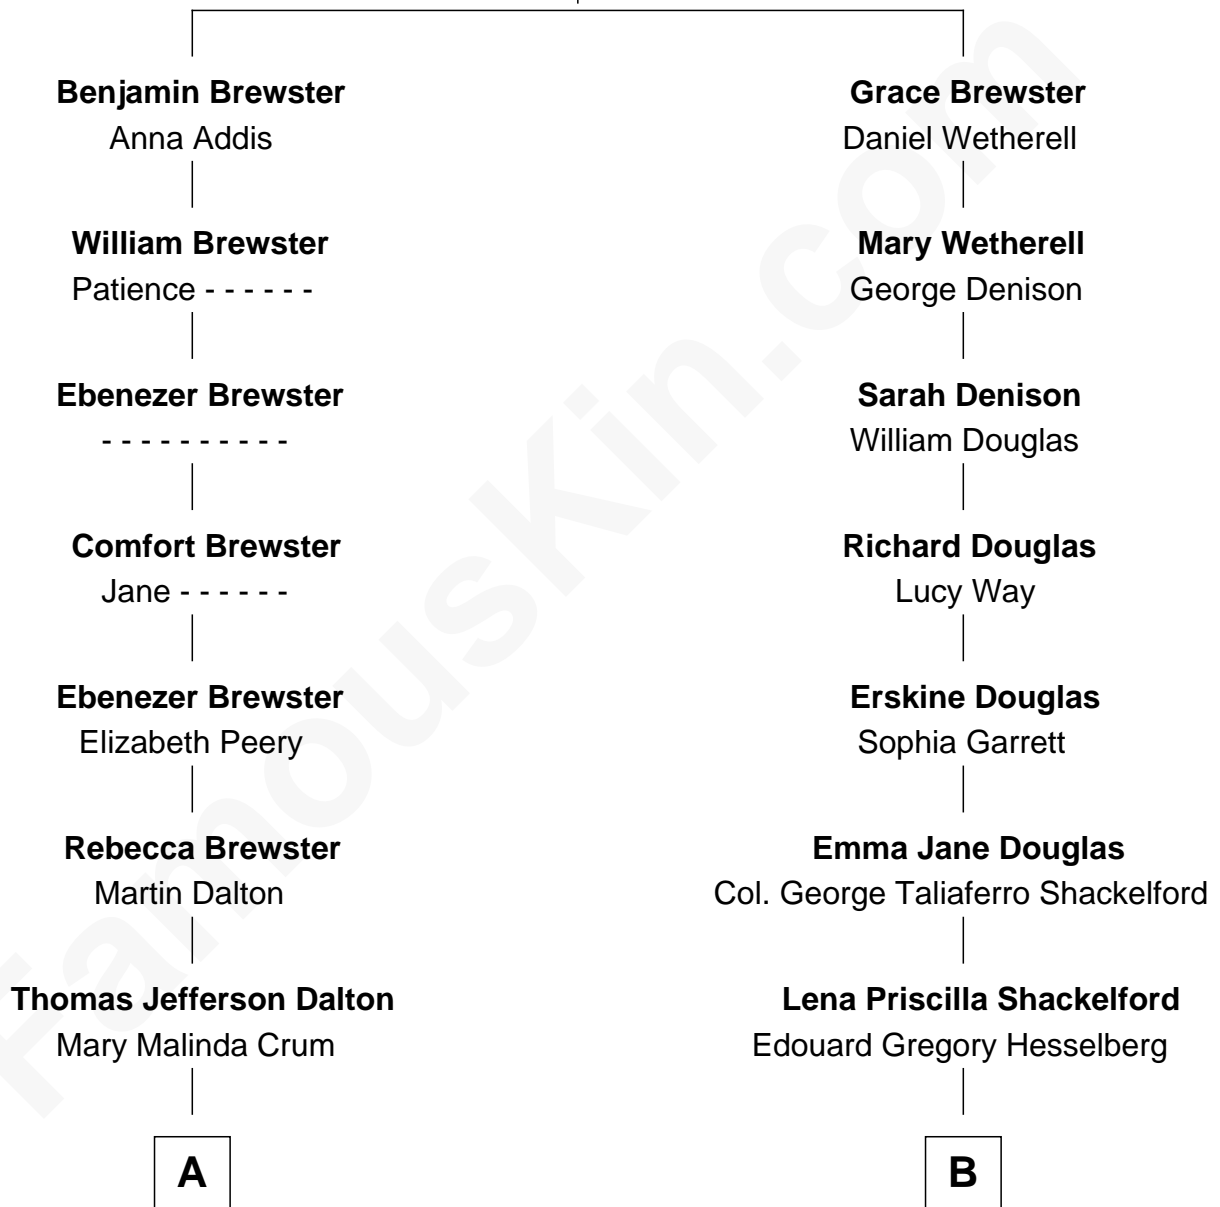 Benjamin Brewster
Anna Addis
William Brewster
Patience - - - - - -
Ebenezer Brewster
- - - - - - - - - -
Comfort Brewster
Jane - - - - - -
Ebenezer Brewster
Elizabeth Peery
Rebecca Brewster
Martin Dalton
Thomas Jefferson Dalton
Mary Malinda Crum
A
Grace Brewster
Daniel Wetherell
Mary Wetherell
George Denison
Sarah Denison
William Douglas
Richard Douglas
Lucy Way
Erskine Douglas
Sophia Garrett
Emma Jane Douglas
Col. George Taliaferro Shackelford
Lena Priscilla Shackelford
Edouard Gregory Hesselberg
B
FamousKin.com